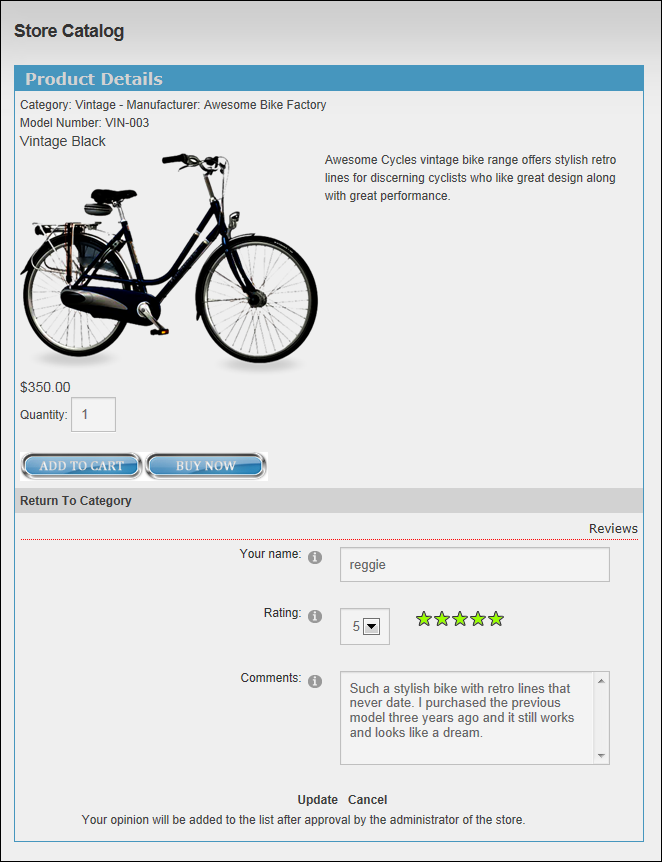 Store Catalog
Product Details
Category: Vintage - Manufacturer: Awesome Bike Factory
Model Number: VIN-003
Vintage Black
Awesome Cycles vintage bike range offers stylish retro
lines for discerning cyclists who like great design along
with great performance.
$350.00
Quantity: 1
ADD TO CART BUY NOW
Return To Category
Reviews
Your name: reggie
Rating: 5
Comments: Such a stylish bike with retro lines that
never date. I purchased the previous
model three years ago and it still works
and looks like a dream.
Update Cancel
Your opinion will be added to the list after approval by the administrator of the store.